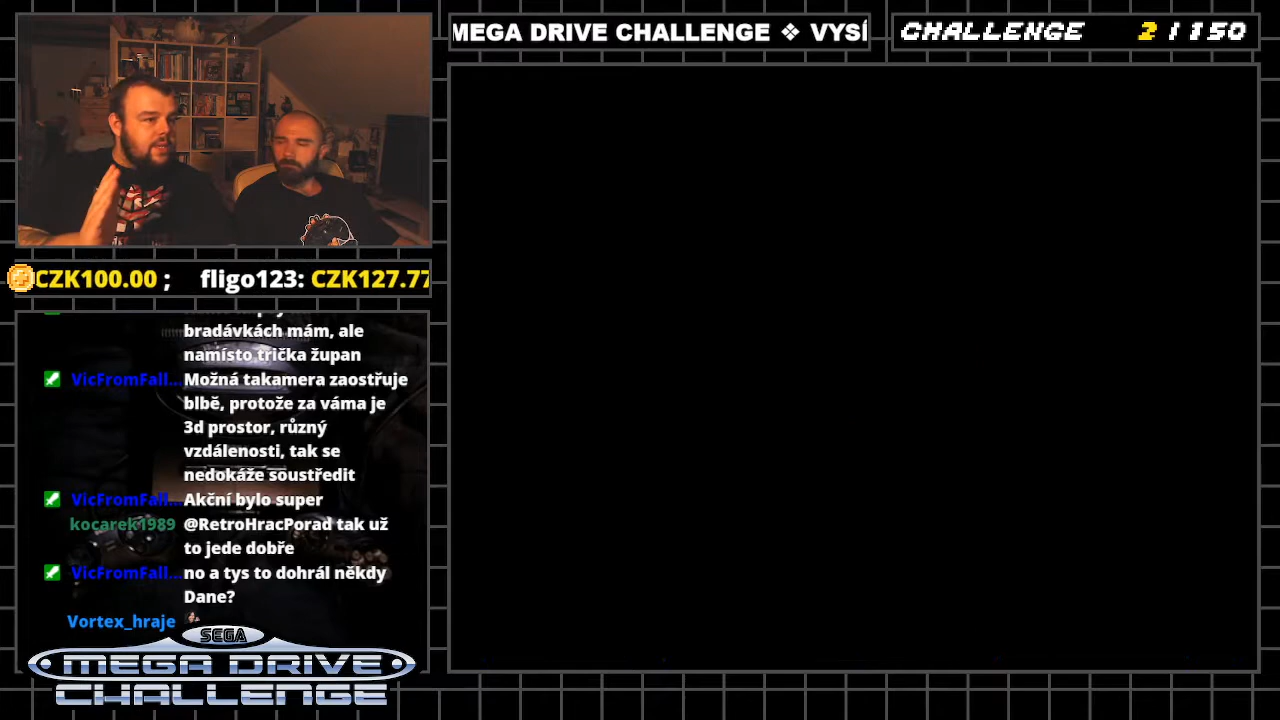 MEGA DRIVE CHALLENGE ❖ VYSÍ
CHALLENGE 2/150
CZK100.00 ; fligo123: CZK127.77
bradávkách mám, ale
namísto trička župan
VicFromFall... Možná takamera zaostřuje
blbě, protože za váma je
3d prostor, různý
vzdálenosti, tak se
nedokáže soustředit
VicFromFall... Akční bylo super
kocarek1989 @RetroHracPorad tak už
to jede dobře
VicFromFall... no a tys to dohrál někdy
Dane?
Vortex_hraje
SEGA
MEGA DRIVE
CHALLENGE